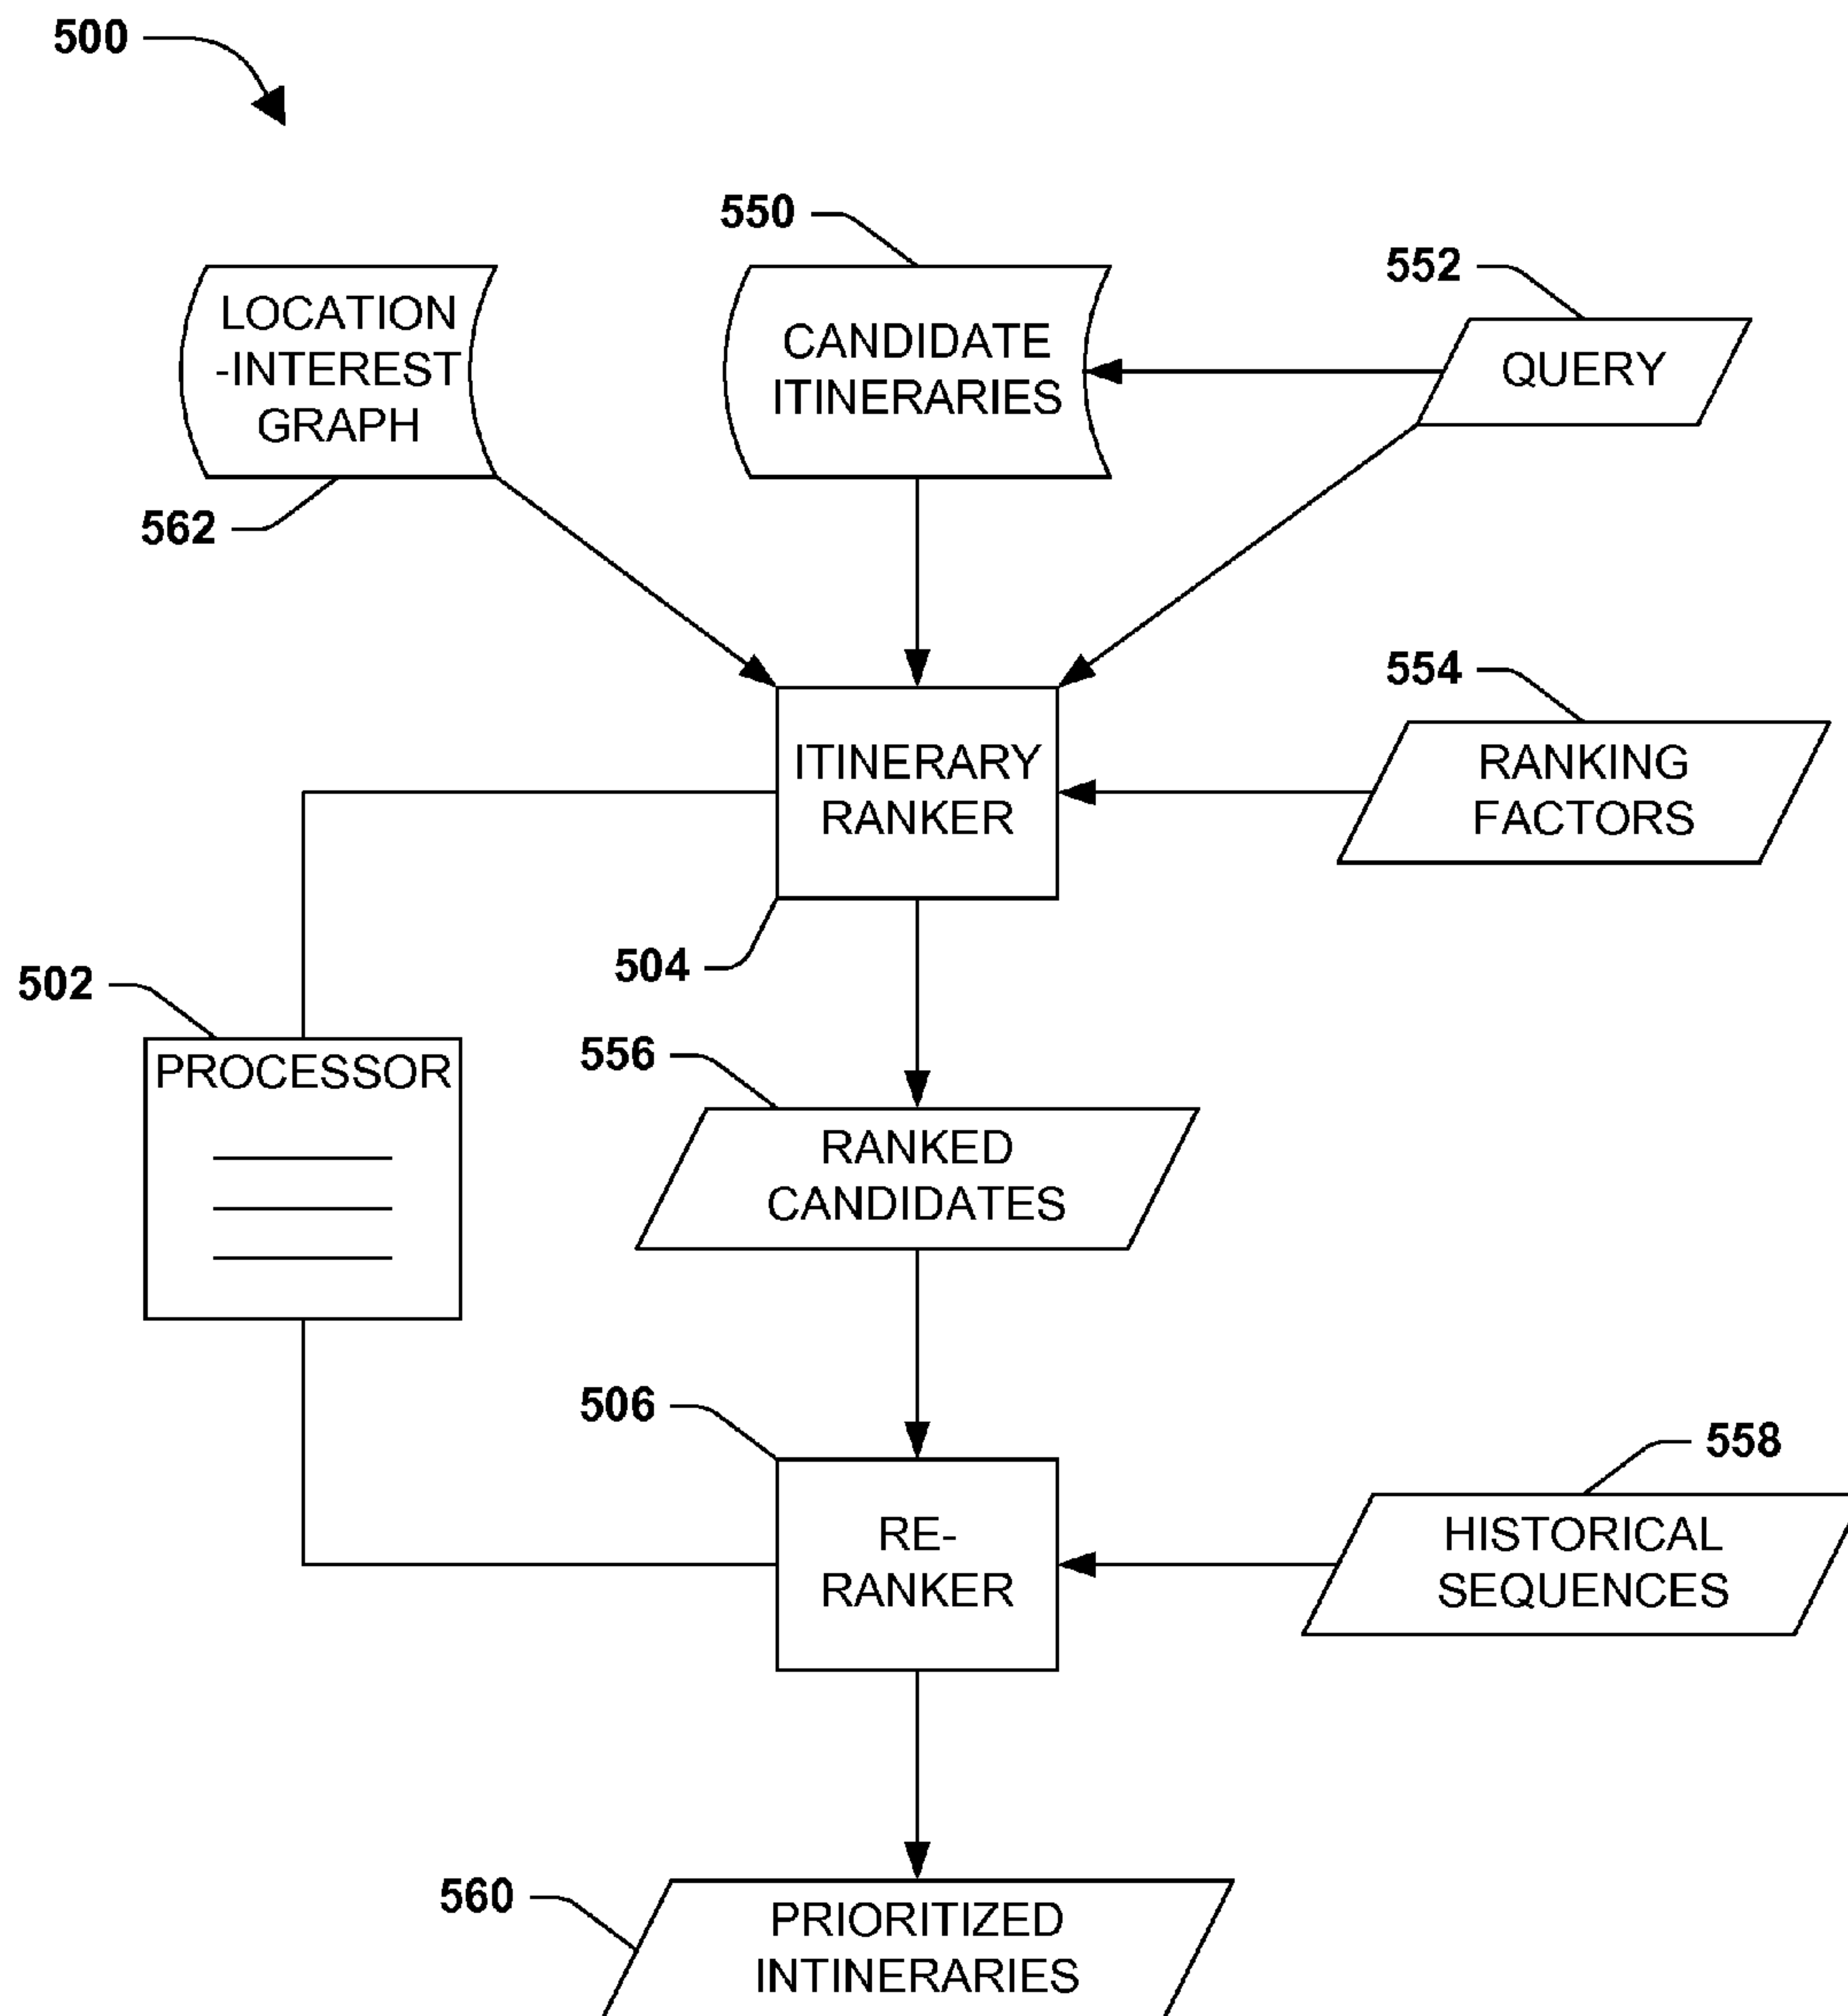 500
550
552
LOCATION
-INTEREST
GRAPH
CANDIDATE
ITINERARIES
QUERY
562
554
ITINERARY
RANKER
RANKING
FACTORS
504
502
556
PROCESSOR
RANKED
CANDIDATES
506
558
RE-
RANKER
HISTORICAL
SEQUENCES
560
PRIORITIZED
INTINERARIES